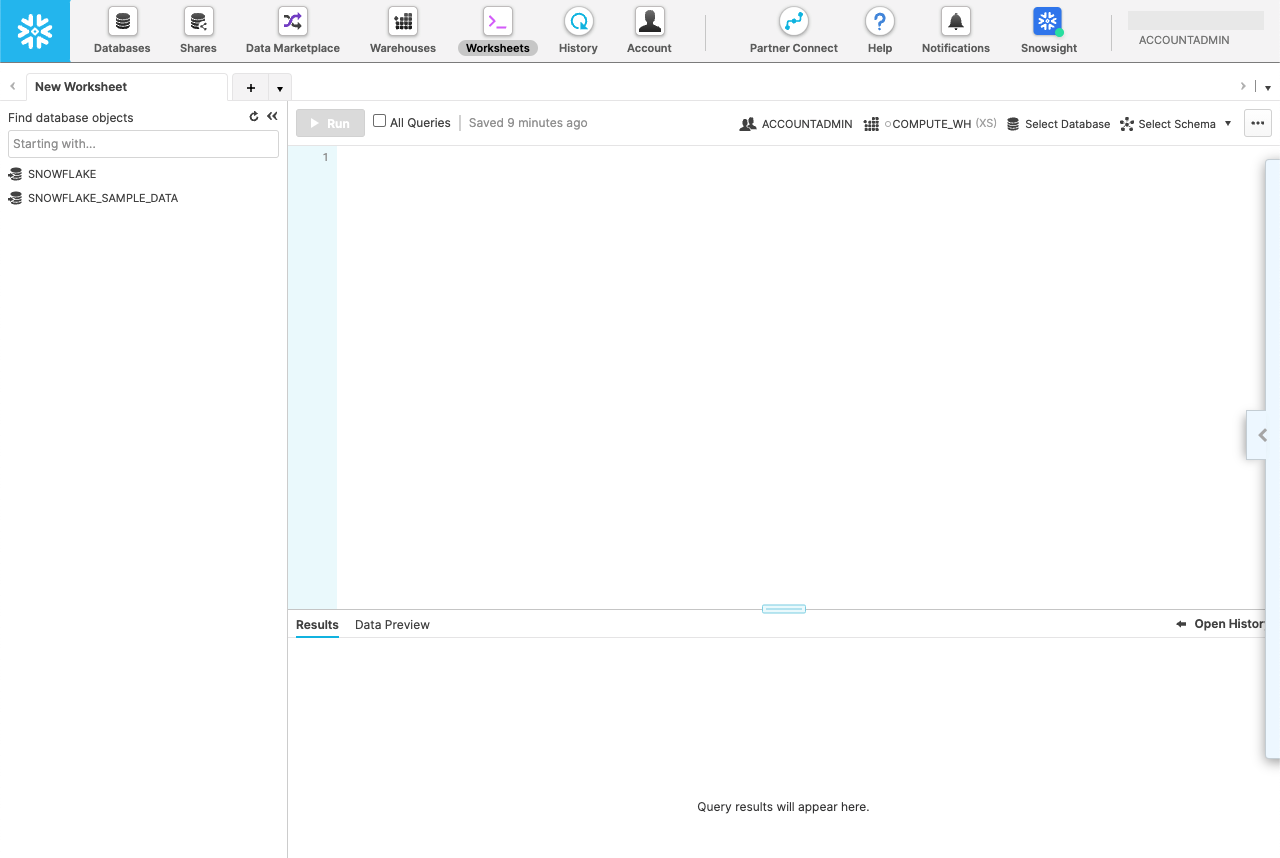 Databases
Shares
Data Marketplace
Warehouses
Worksheets
History
Account
Partner Connect
Help
Notifications
Snowsight
ACCOUNTADMIN
New Worksheet
Find database objects
Starting with...
SNOWFLAKE
SNOWFLAKE_SAMPLE_DATA
Run
All Queries
Saved 9 minutes ago
ACCOUNTADMIN
COMPUTE_WH (XS)
Select Database
Select Schema
1
Results
Data Preview
Open History
Query results will appear here.